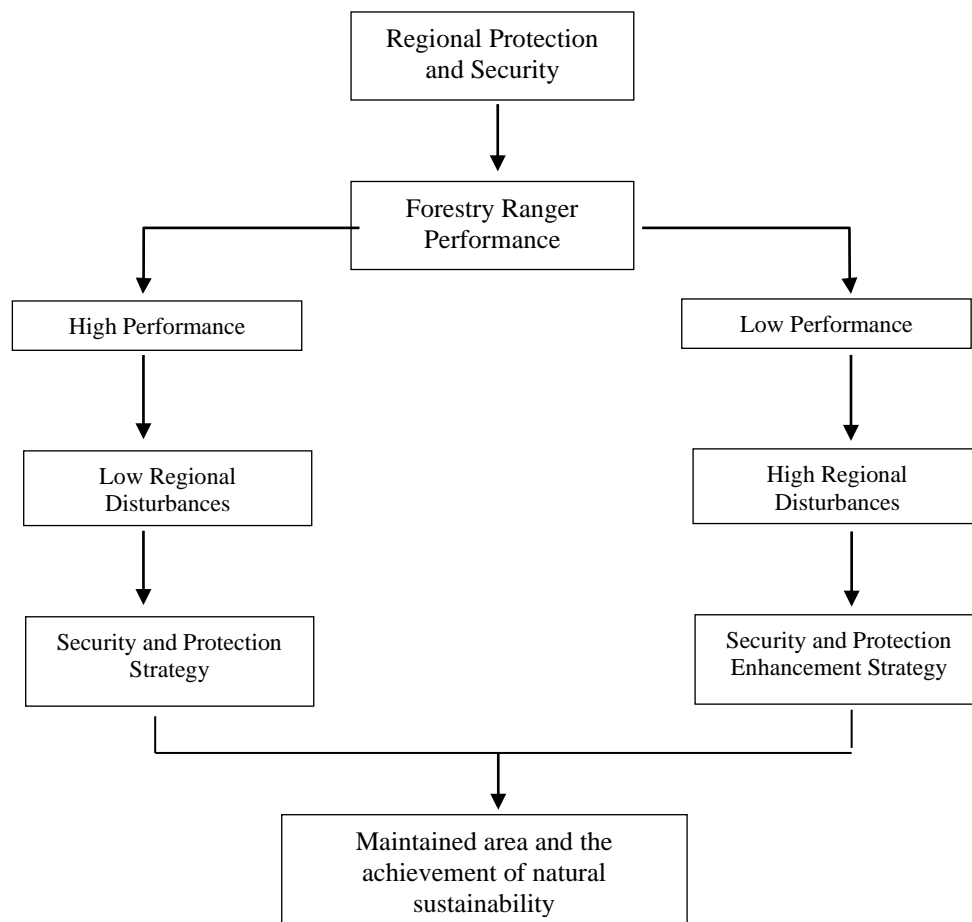 Regional Protection
and Security
Forestry Ranger
Performance
High Performance
Low Performance
Low Regional
Disturbances
High Regional
Disturbances
Security and Protection
Strategy
Security and Protection
Enhancement Strategy
Maintained area and the
achievement of natural
sustainability